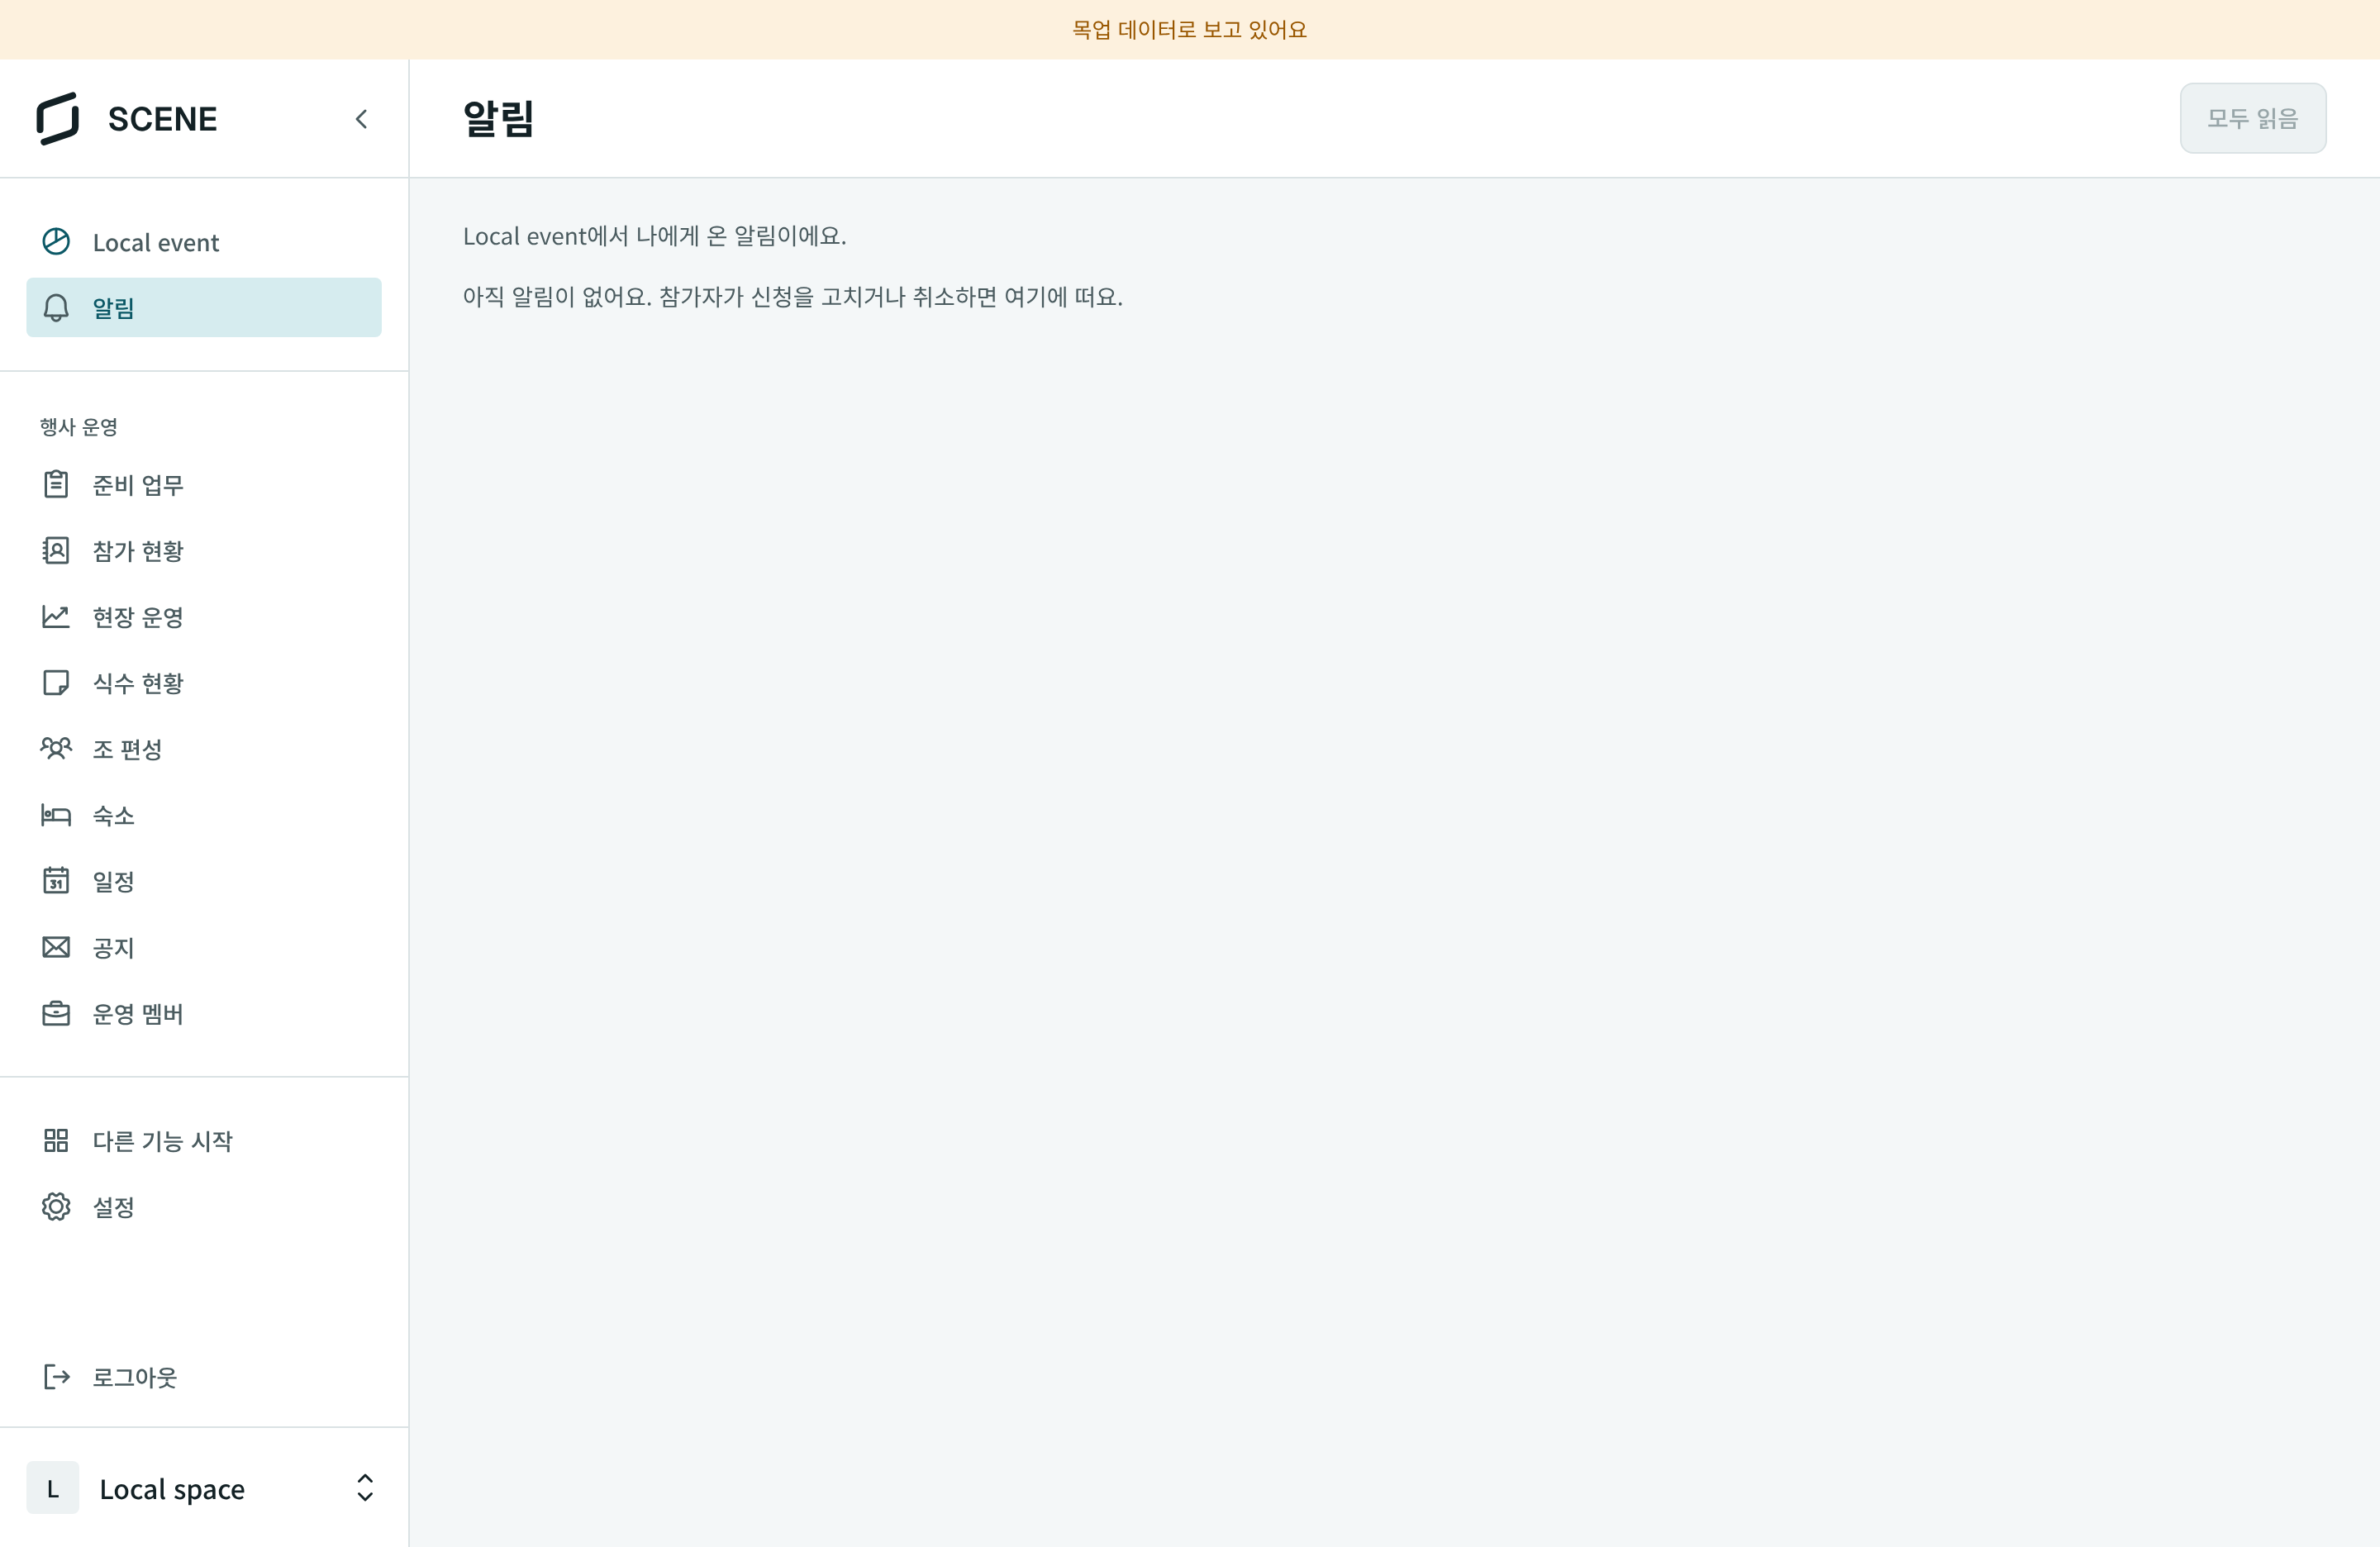 목업 데이터로 보고 있어요
SCENE
알림
모두 읽음
Local event
알림
Local event에서 나에게 온 알림이에요.
아직 알림이 없어요. 참가자가 신청을 고치거나 취소하면 여기에 떠요.
행사 운영
준비 업무
참가 현황
현장 운영
식수 현황
조 편성
숙소
31
일정
공지
운영 멤버
다른 기능 시작
설정
로그아웃
L
Local space